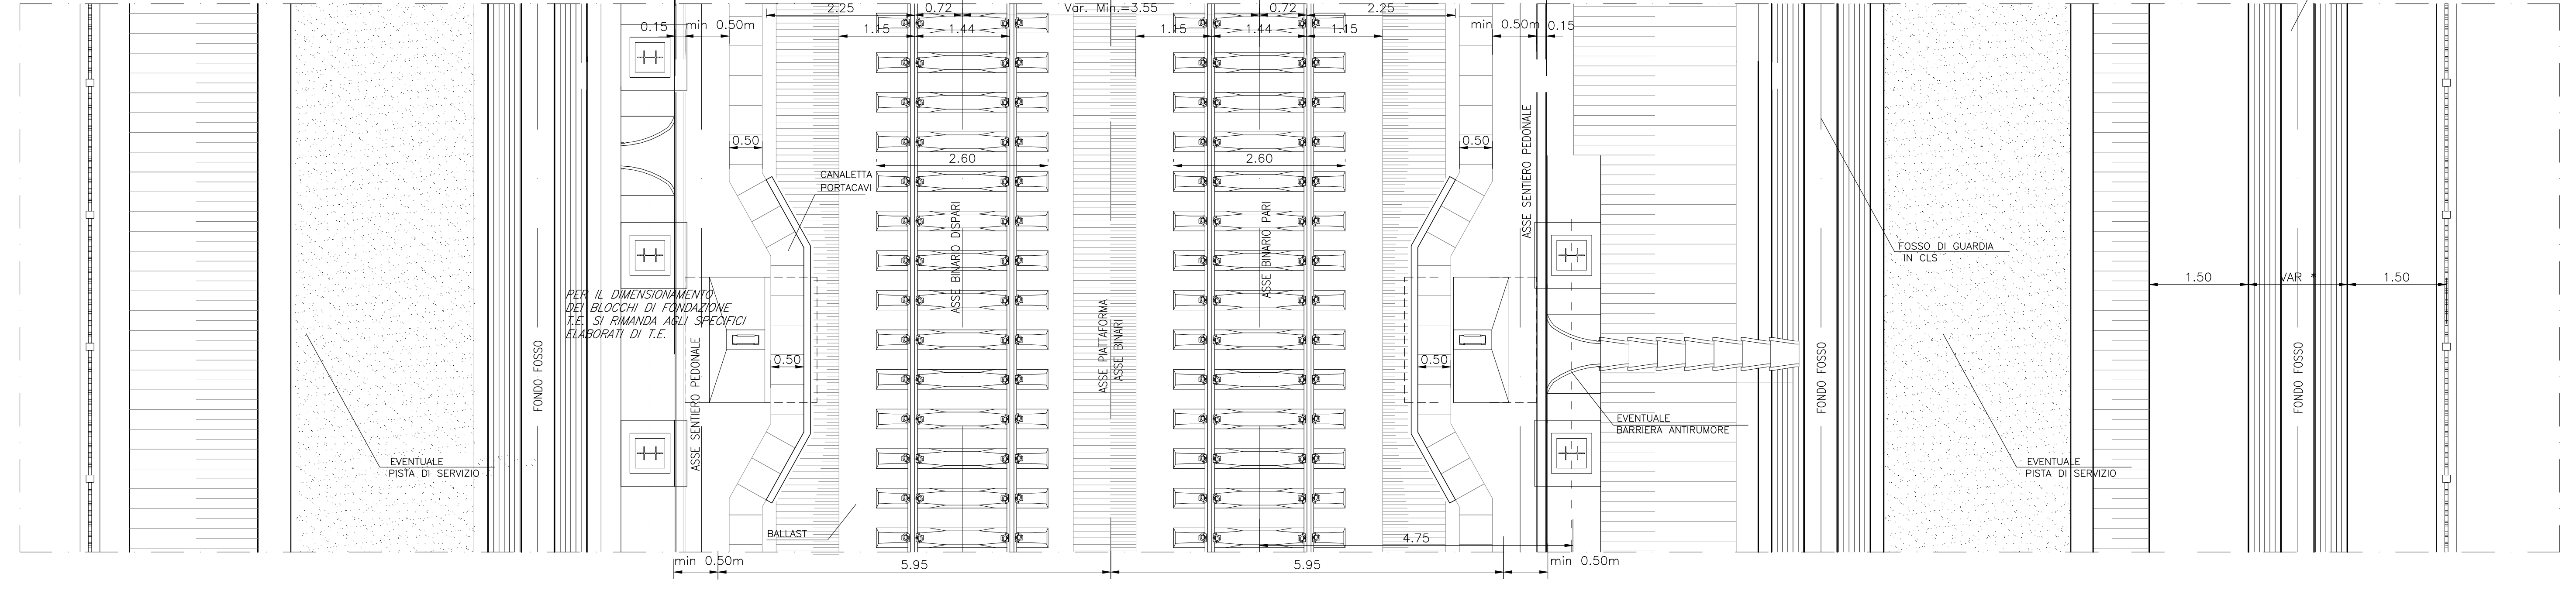 2.25
0.72
Var. Min.=3.55
0.72
2.25
0.15
min 0.50m
1.15
1.44
1.15
1.44
1.15
min 0.50m
0.15
0.50
0.50
2.60
2.60
CANALETTA
PORTACAVI
ASSE BINARIO DISPARI
ASSE BINARIO PARI
ASSE SENTIERO PEDONALE
FOSSO DI GUARDIA
IN CLS
1.50
VAR *
1.50
PER IL DIMENSIONAMENTO
DEI BLOCCHI DI FONDAZIONE
T.E. SI RIMANDA AGLI SPECIFICI
ELABORATI DI T.E.
FONDO FOSSO
ASSE SENTIERO PEDONALE
0.50
ASSE PIATTAFORMA
ASSE BINARI
0.50
FONDO FOSSO
FONDO FOSSO
EVENTUALE
BARRIERA ANTIRUMORE
EVENTUALE
PISTA DI SERVIZIO
EVENTUALE
PISTA DI SERVIZIO
BALLAST
4.75
min 0.50m
5.95
5.95
min 0.50m